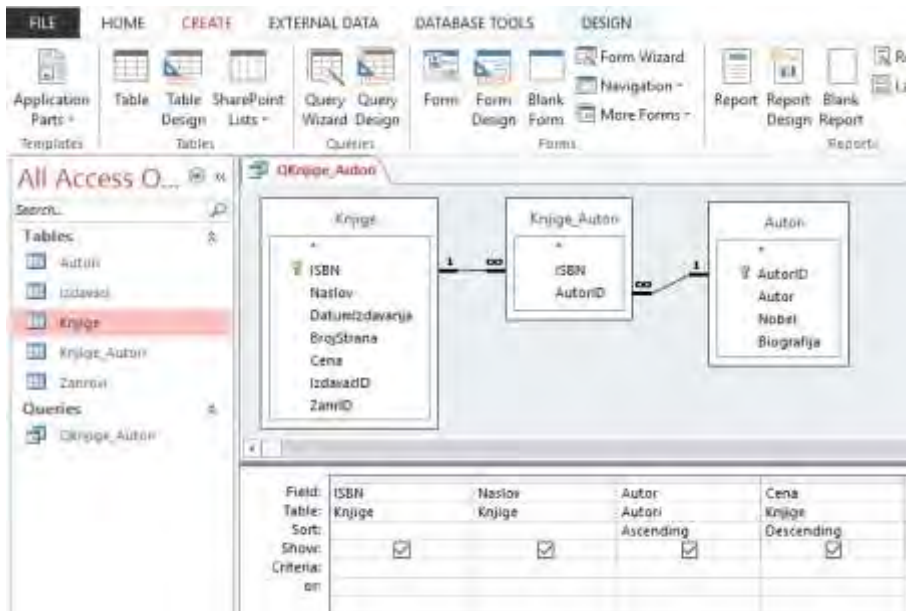 FILE HOME CREATE EXTERNAL DATA DATABASE TOOLS DESIGN
Application Parts
Table
Table Design
SharePoint Lists
Query Wizard
Query Design
Form
Form Design
Blank Form
Form Wizard
Navigation
More Forms
Report
Report Design
Blank Report
Templates Tables Queries Forms Reports
All Access O...
Search...
Tables
Autori
Izdavaci
Knjige
Knjige_Autori
Zanrovi
Queries
QKnjige_Autori
QKnjige_Autori
Knjige
*
ISBN
Naslov
DatumIzdavanja
BrojStrana
Cena
IzdavacID
ZanrID
1 ∞
Knjige_Autori
*
ISBN
AutorID
∞ 1
Autori
*
AutorID
Autor
Nobel
Biografija
Field: ISBN Naslov Autor Cena
Table: Knjige Knjige Autori Knjige
Sort: Ascending Descending
Show:
Criteria:
or: